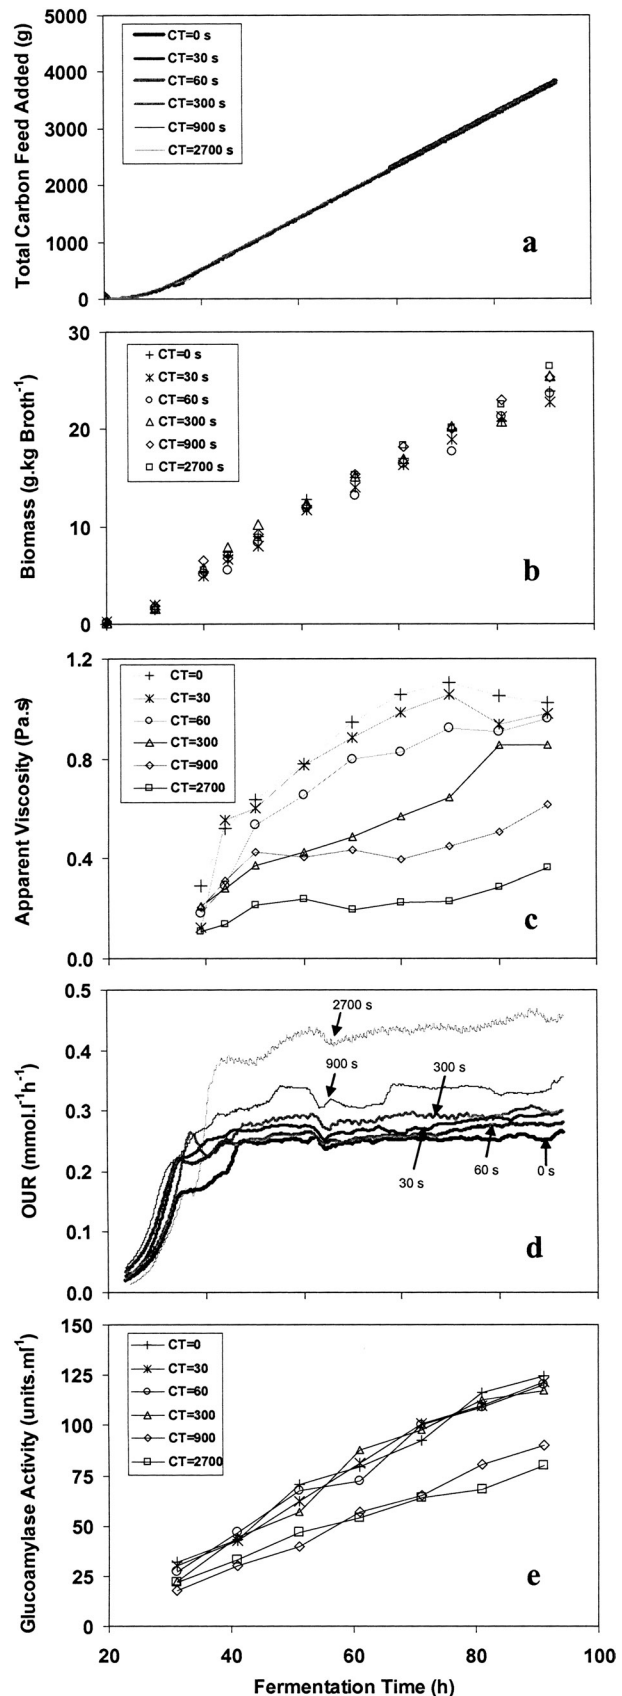 Total Carbon Feed Added (g)
5000
4000
3000
2000
1000
0
CT=0 s
CT=30 s
CT=60 s
CT=300 s
CT=900 s
CT=2700 s
a
Biomass (g.kg Broth⁻¹)
30
20
10
0
CT=0 s
CT=30 s
CT=60 s
CT=300 s
CT=900 s
CT=2700 s
b
Apparent Viscosity (Pa.s)
1.2
0.8
0.4
0.0
CT=0
CT=30
CT=60
CT=300
CT=900
CT=2700
c
OUR (mmol.l⁻¹h⁻¹)
0.5
0.4
0.3
0.2
0.1
0.0
2700 s
900 s
300 s
30 s
60 s
0 s
d
Glucoamylase Activity (units.ml⁻¹)
150
125
100
75
50
25
0
CT=0
CT=30
CT=60
CT=300
CT=900
CT=2700
e
20 40 60 80 100
Fermentation Time (h)